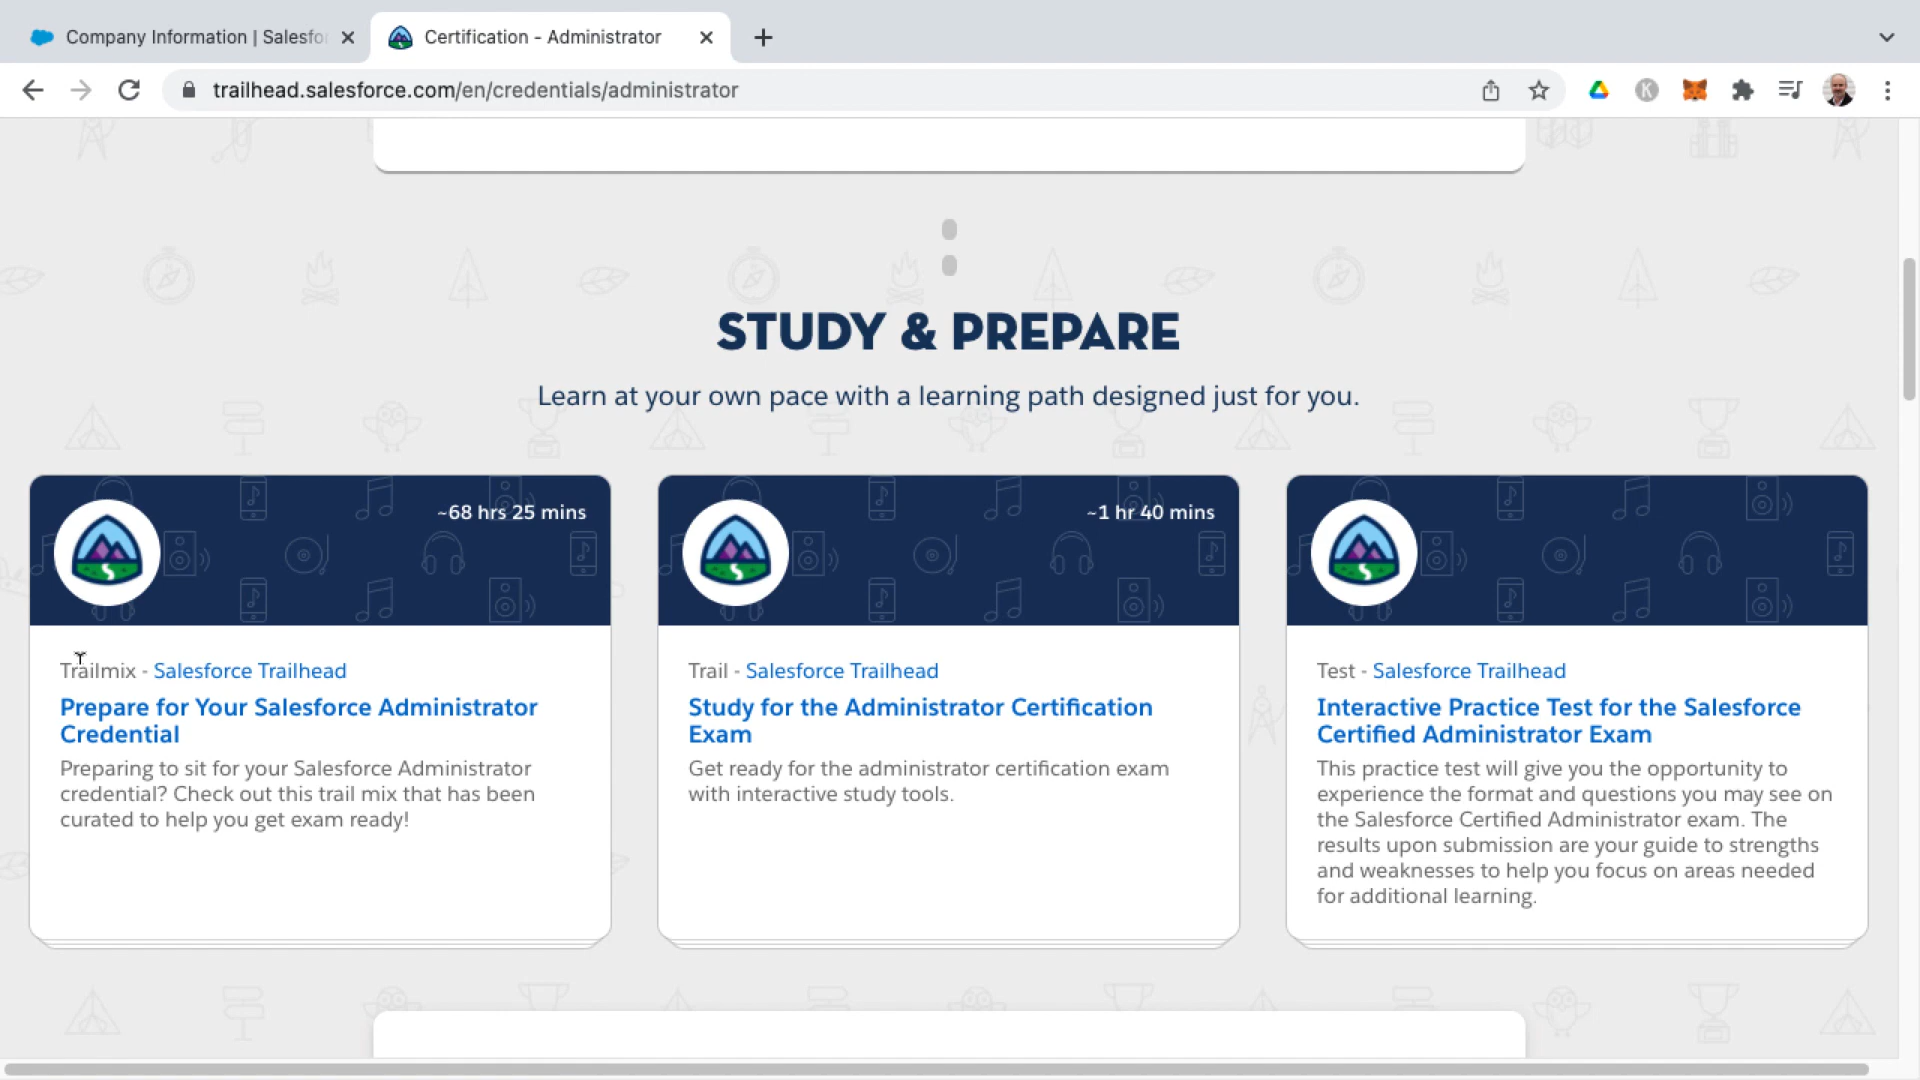 Company Information | Salesfo
Certification - Administrator
trailhead.salesforce.com/en/credentials/administrator
K
STUDY & PREPARE
Learn at your own pace with a learning path designed just for you.
~68 hrs 25 mins
Trailmix - Salesforce Trailhead
Prepare for Your Salesforce Administrator
Credential
Preparing to sit for your Salesforce Administrator
credential? Check out this trail mix that has been
curated to help you get exam ready!
~1 hr 40 mins
Trail - Salesforce Trailhead
Study for the Administrator Certification
Exam
Get ready for the administrator certification exam
with interactive study tools.
Test - Salesforce Trailhead
Interactive Practice Test for the Salesforce
Certified Administrator Exam
This practice test will give you the opportunity to
experience the format and questions you may see on
the Salesforce Certified Administrator exam. The
results upon submission are your guide to strengths
and weaknesses to help you focus on areas needed
for additional learning.